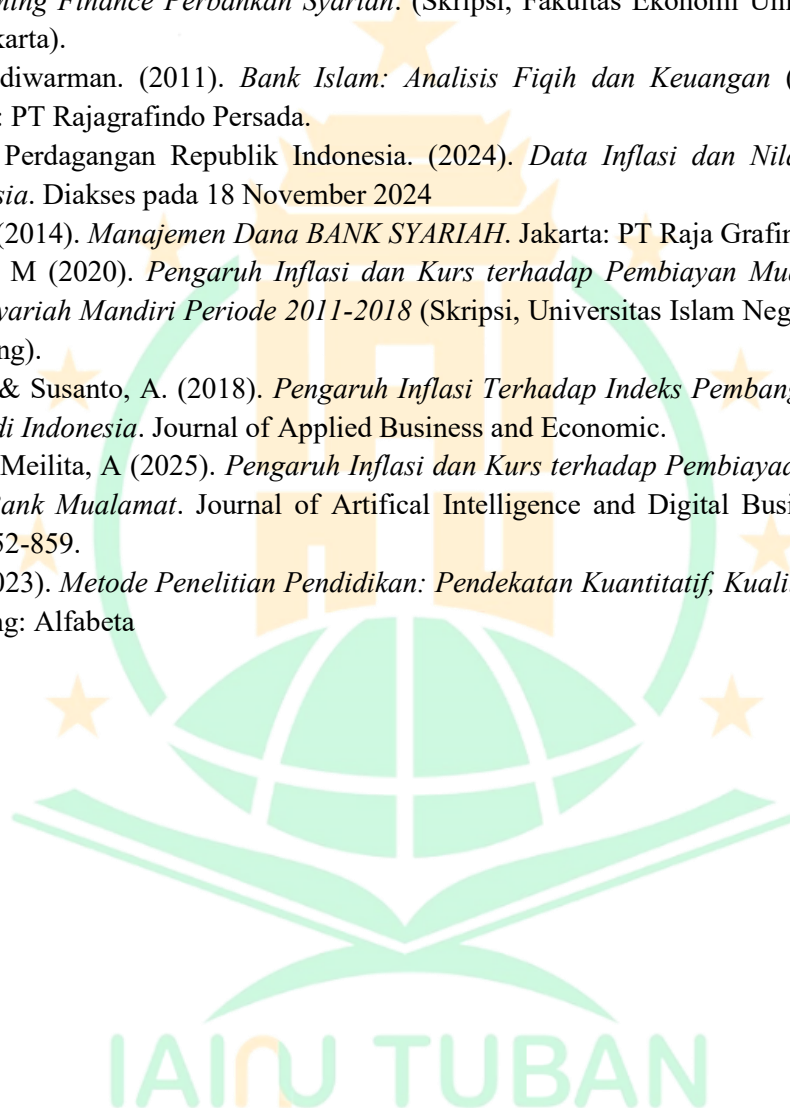 ning Finance Perbankan Syariah. (Skripsi, Fakultas Ekonomi Uni
karta).
diwarman. (2011). Bank Islam: Analisis Fiqih dan Keuangan (
: PT Rajagrafindo Persada.
Perdagangan Republik Indonesia. (2024). Data Inflasi dan Nila
sia. Diakses pada 18 November 2024
(2014). Manajemen Dana BANK SYARIAH. Jakarta: PT Raja Grafin
M (2020). Pengaruh Inflasi dan Kurs terhadap Pembiayan Mu
yariah Mandiri Periode 2011-2018 (Skripsi, Universitas Islam Neg
ng).
& Susanto, A. (2018). Pengaruh Inflasi Terhadap Indeks Pembang
di Indonesia. Journal of Applied Business and Economic.
Meilita, A (2025). Pengaruh Inflasi dan Kurs terhadap Pembiayaa
Bank Mualamat. Journal of Artifical Intelligence and Digital Busi
52-859.
023). Metode Penelitian Pendidikan: Pendekatan Kuantitatif, Kuali
ng: Alfabeta
IAINU TUBAN